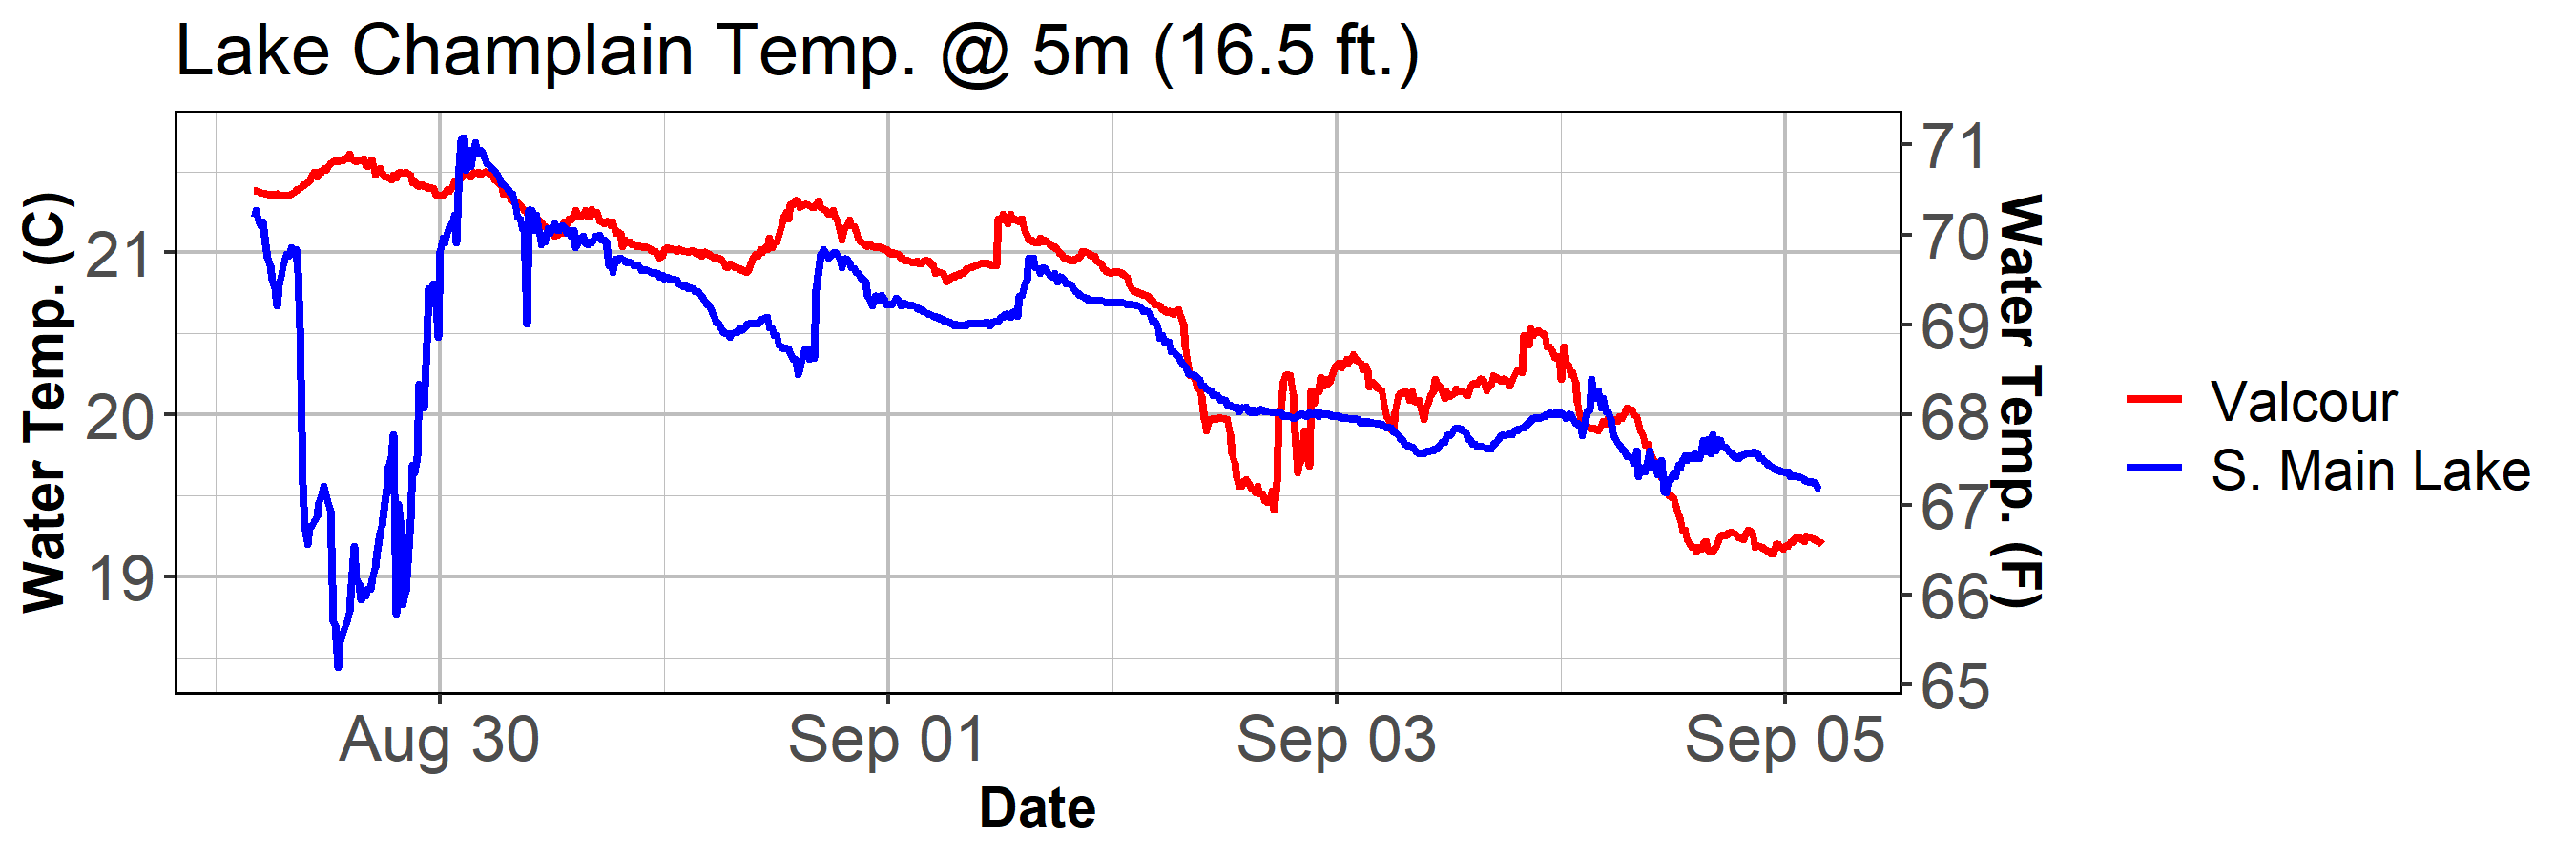 Lake Champlain Temp. @ 5m (16.5 ft.)
Water Temp. (C)
21
20
19
71
70
69
68
67
66
65
Water Temp. (F)
Aug 30
Sep 01
Sep 03
Sep 05
Date
Valcour
S. Main Lake